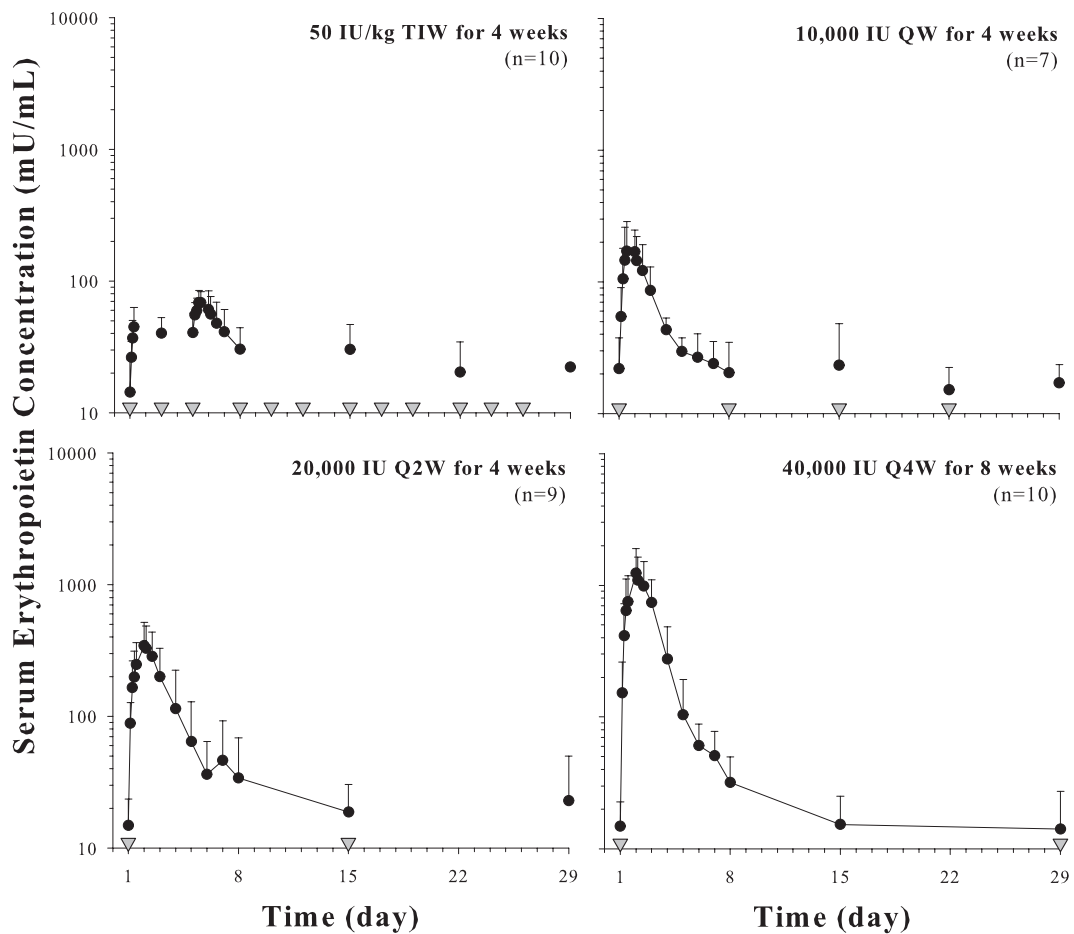 Serum Erythropoietin Concentration (mU/mL)
10000
1000
100
10
50 IU/kg TIW for 4 weeks
(n=10)
10,000 IU QW for 4 weeks
(n=7)
10000
1000
100
10
20,000 IU Q2W for 4 weeks
(n=9)
40,000 IU Q4W for 8 weeks
(n=10)
1 8 15 22 29
1 8 15 22 29
Time (day)
Time (day)